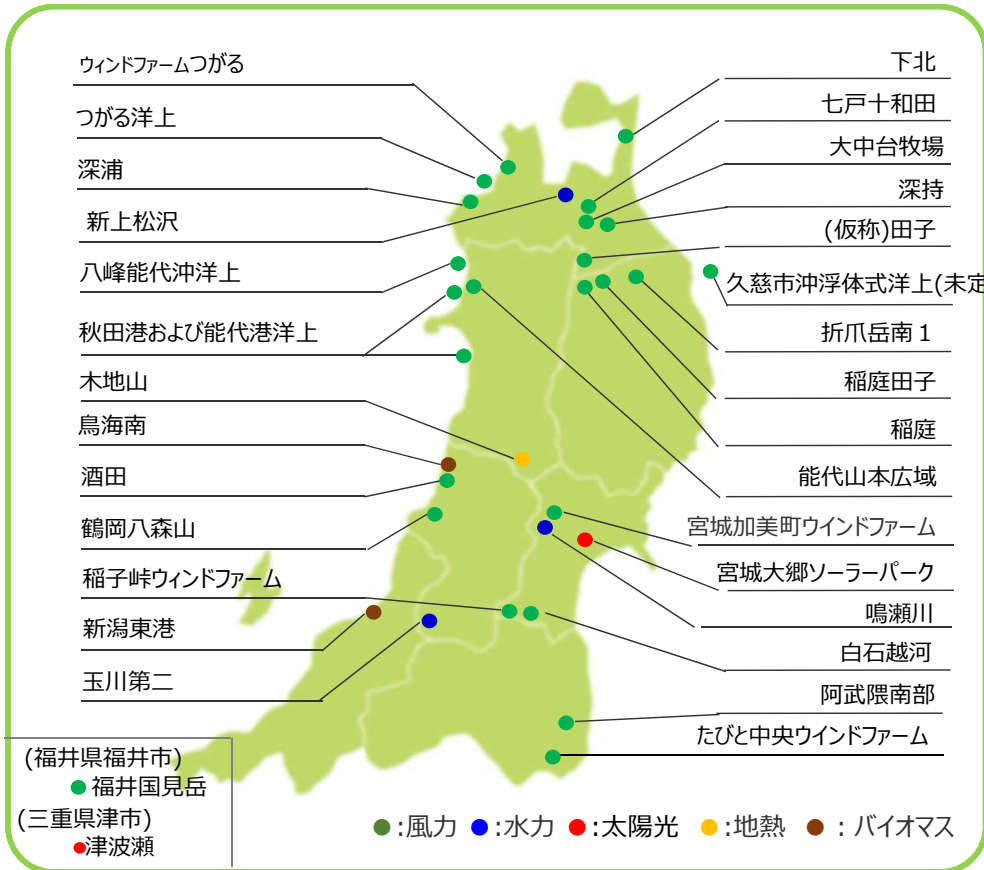 ウィンドファームつがる
つがる洋上
深浦
新上松沢
八峰能代沖洋上
秋田港および能代港洋上
木地山
鳥海南
酒田
鶴岡八森山
稲子峠ウィンドファーム
新潟東港
玉川第二
下北
七戸十和田
大中台牧場
深持
(仮称)田子
久慈市沖浮体式洋上(未定
折爪岳南1
稲庭田子
稲庭
能代山本広域
宮城加美町ウインドファーム
宮城大郷ソーラーパーク
鳴瀬川
白石越河
阿武隈南部
たびと中央ウインドファーム
(福井県福井市)
福井国見岳
(三重県津市)
津波瀬
:風力 :水力 :太陽光 :地熱 : バイオマス